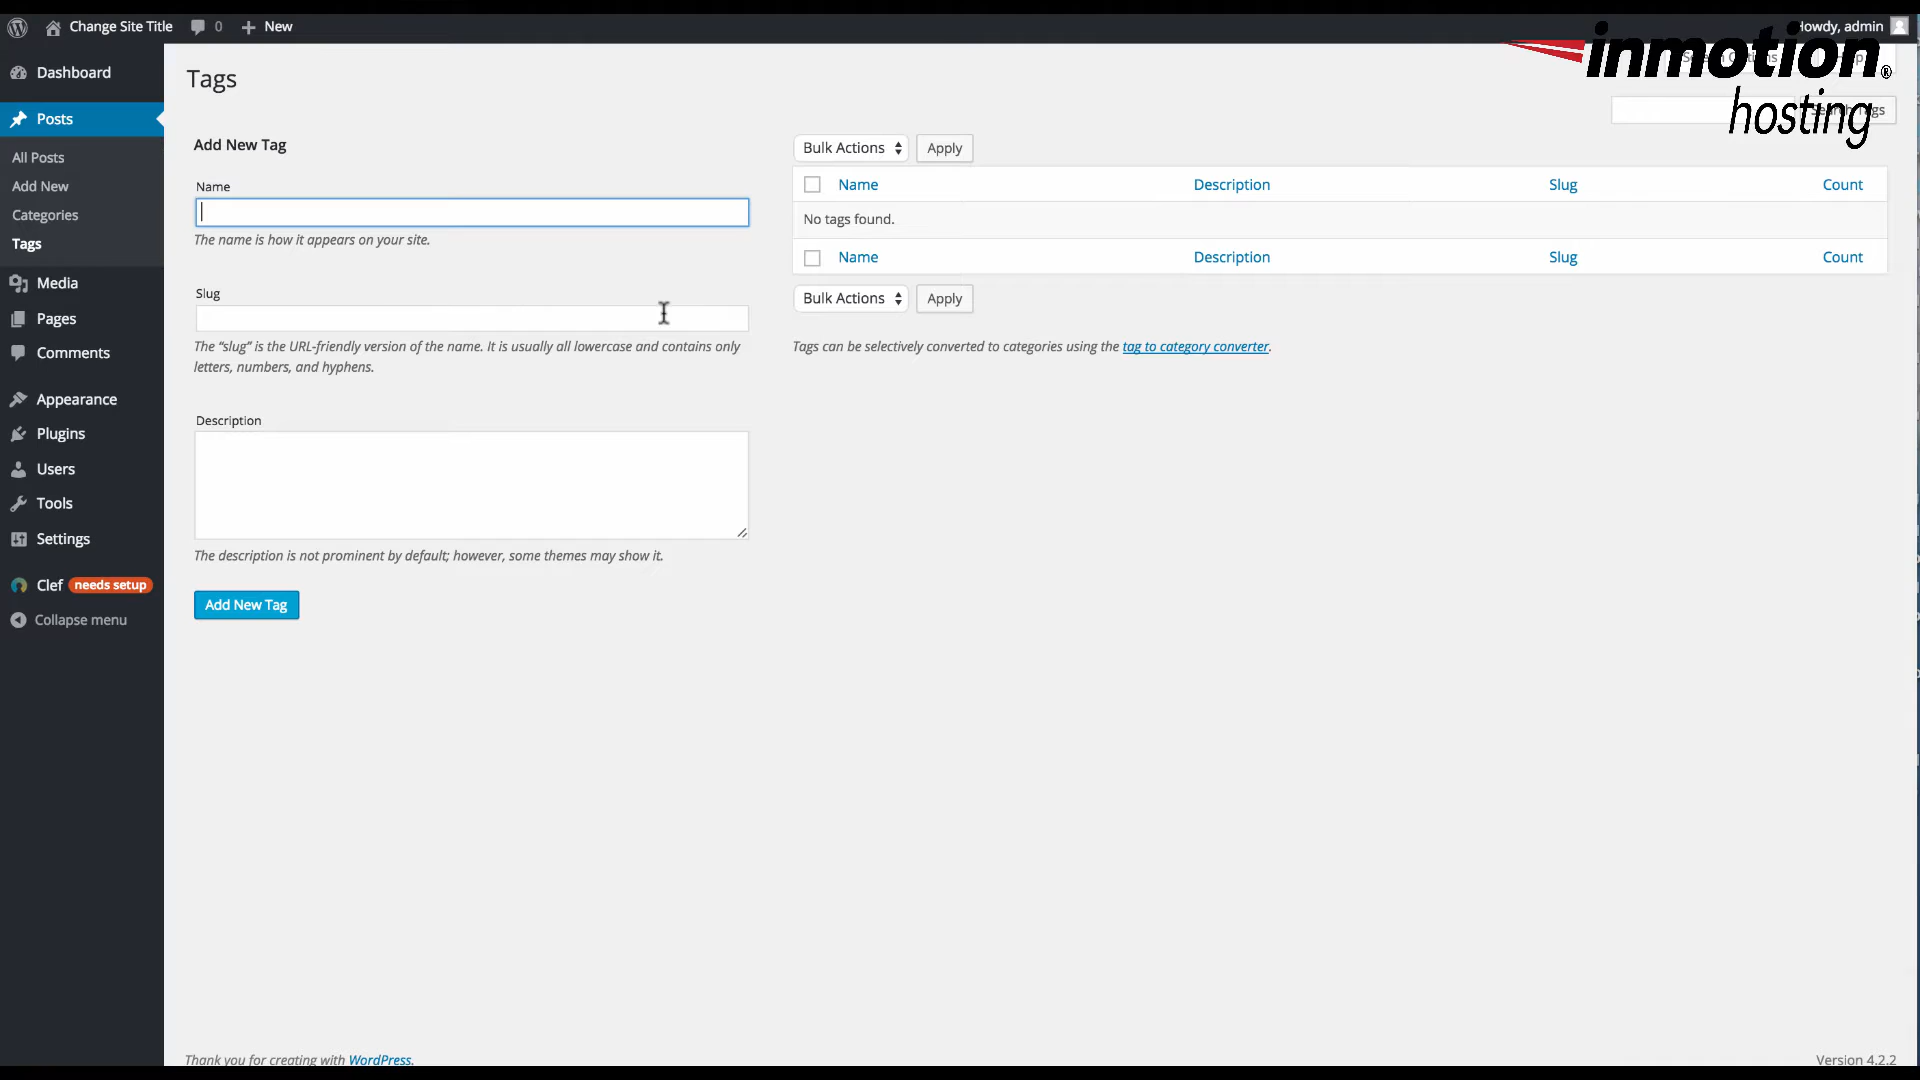 Change Site Title 0 New
Howdy, admin
inmotion®
hosting
Dashboard
Posts
All Posts
Add New
Categories
Tags
Media
Pages
Comments
Appearance
Plugins
Users
Tools
Settings
Clef needs setup
Collapse menu
Tags
Search Tags
Add New Tag
Name
The name is how it appears on your site.
Slug
The “slug” is the URL-friendly version of the name. It is usually all lowercase and contains only
letters, numbers, and hyphens.
Description
The description is not prominent by default; however, some themes may show it.
Add New Tag
Bulk Actions Apply
Name Description Slug Count
No tags found.
Name Description Slug Count
Bulk Actions Apply
Tags can be selectively converted to categories using the tag to category converter.
Thank you for creating with WordPress.
Version 4.2.2